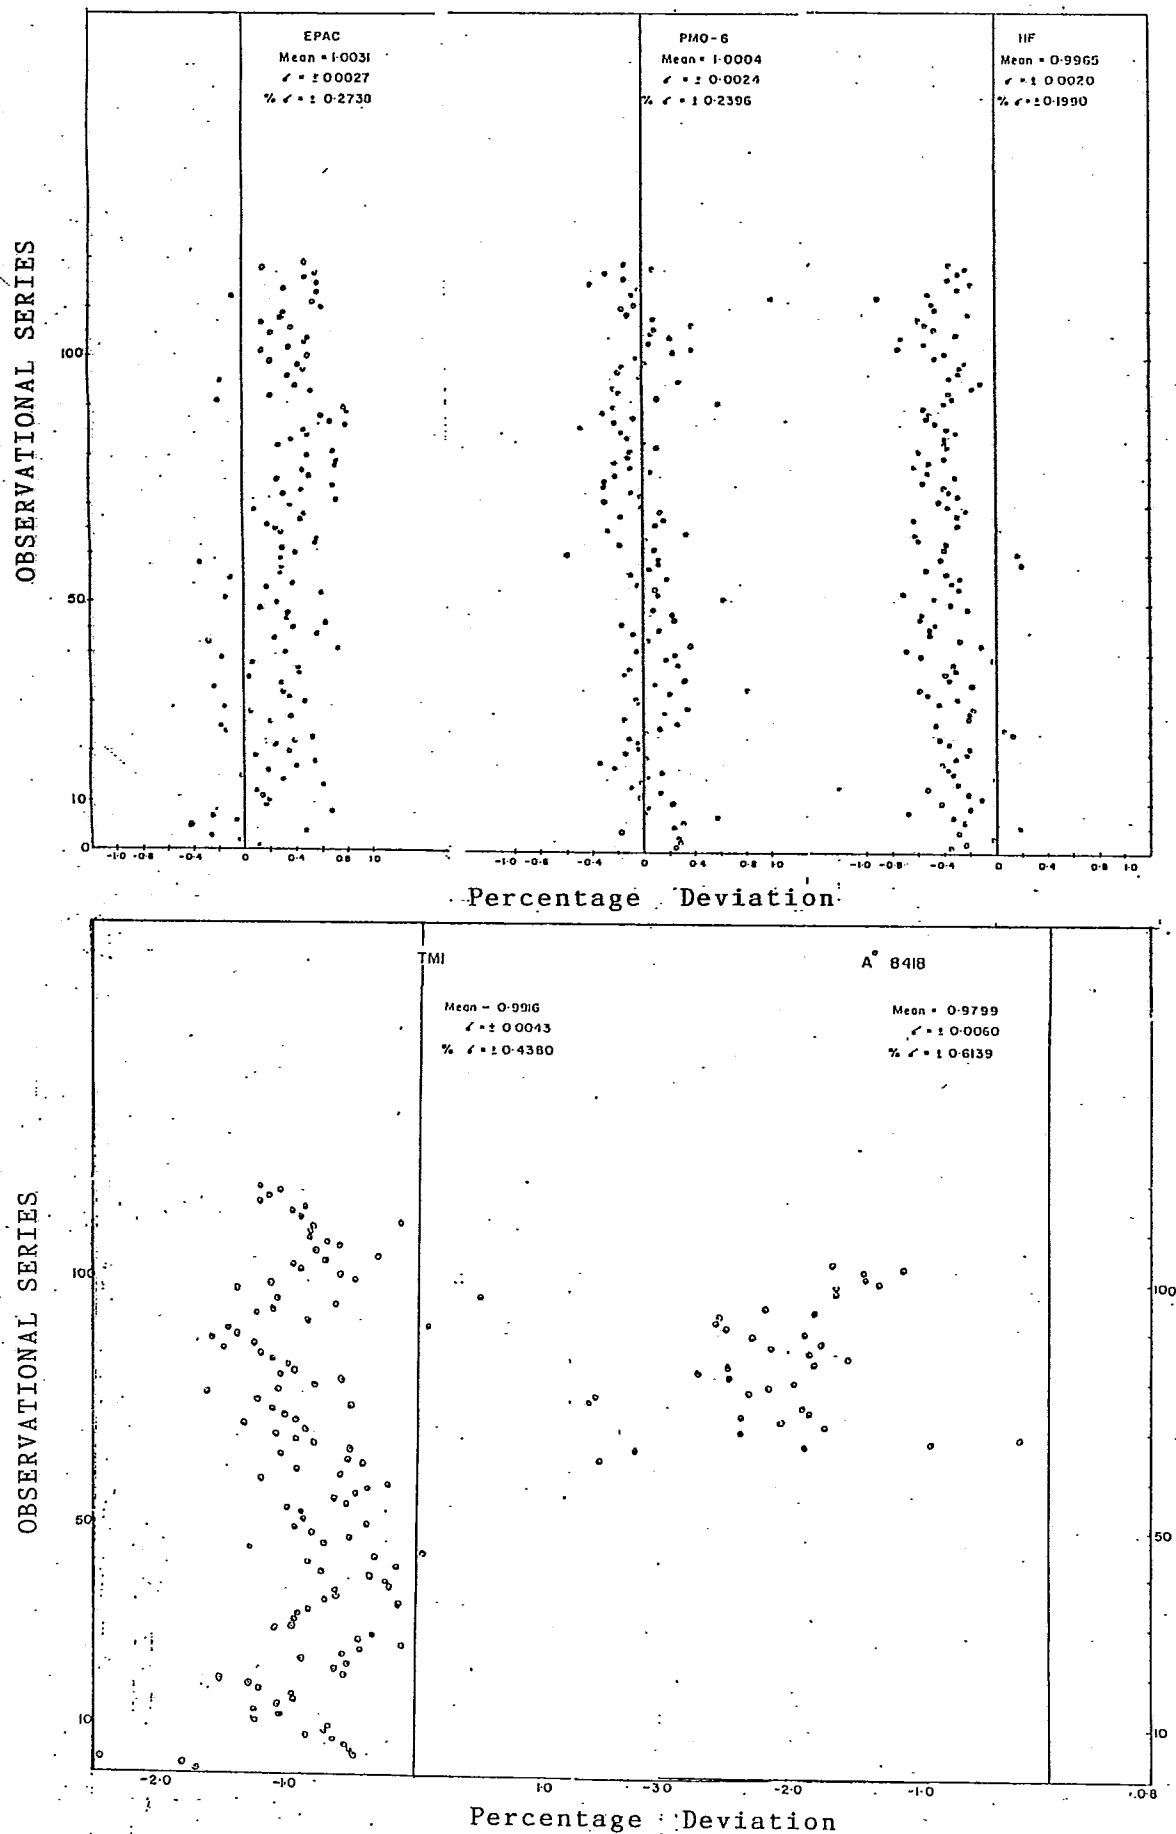 EPAC
Mean = 1.0031
σ = ± 0.0027
% σ = ± 0.2738
PMO-6
Mean = 1.0004
σ = ± 0.0024
% σ = ± 0.2396
HF
Mean = 0.9965
σ = ± 0.0020
% σ = ± 0.1990
OBSERVATIONAL SERIES
100
50
10
0
-1.0 -0.8 -0.4 0 0.4 0.8 1.0
-1.0 -0.8 -0.4 0 0.4 0.8 1.0
-1.0 -0.8 -0.4 0 0.4 0.8 1.0
Percentage Deviation
TMI
Mean = 0.9916
σ = ± 0.0043
% σ = ± 0.4380
A° 8418
Mean = 0.9799
σ = ± 0.0060
% σ = ± 0.6139
OBSERVATIONAL SERIES
100
50
10
100
50
10
-2.0 -1.0 1.0 -3.0 -2.0 -1.0 0.8
Percentage Deviation